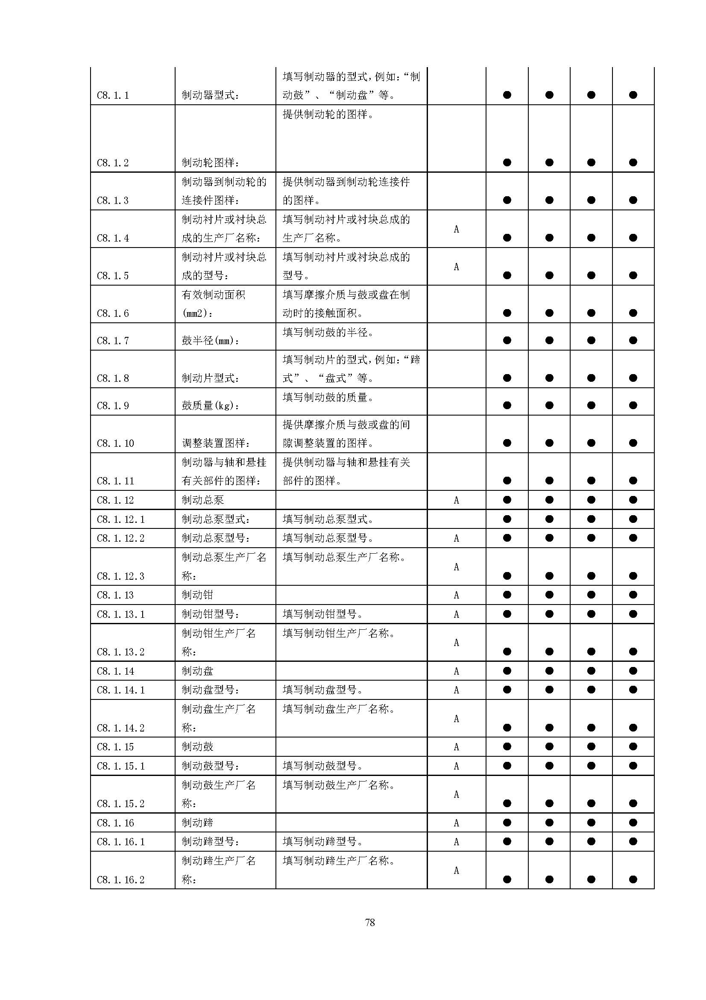 填写制动器的型式,例如:“制
C8.1.1 制动器型式: 动鼓”、“制动盘”等。 ● ● ● ●
提供制动轮的图样。
C8.1.2 制动轮图样: ● ● ● ●
制动器到制动轮的 提供制动器到制动轮连接件
C8.1.3 连接件图样: 的图样。 ● ● ● ●
制动衬片或衬块总 填写制动衬片或衬块总成的 A
C8.1.4 成的生产厂名称: 生产厂名称。 ● ● ● ●
制动衬片或衬块总 填写制动衬片或衬块总成的 A
C8.1.5 成的型号: 型号。 ● ● ● ●
有效制动面积 填写摩擦介质与鼓或盘在制
C8.1.6 (mm2): 动时的接触面积。 ● ● ● ●
填写制动鼓的半径。
C8.1.7 鼓半径(mm): ● ● ● ●
填写制动片的型式,例如:“蹄
C8.1.8 制动片型式: 式”、“盘式”等。 ● ● ● ●
填写制动鼓的质量。
C8.1.9 鼓质量(kg): ● ● ● ●
提供摩擦介质与鼓或盘的间
C8.1.10 调整装置图样: 隙调整装置的图样。 ● ● ● ●
制动器与轴和悬挂 提供制动器与轴和悬挂有关
C8.1.11 有关部件的图样: 部件的图样。 ● ● ● ●
C8.1.12 制动总泵 A ● ● ● ●
C8.1.12.1 制动总泵型式: 填写制动总泵型式。 ● ● ● ●
C8.1.12.2 制动总泵型号: 填写制动总泵型号。 A ● ● ● ●
制动总泵生产厂名 填写制动总泵生产厂名称。 A
C8.1.12.3 称: ● ● ● ●
C8.1.13 制动钳 A ● ● ● ●
C8.1.13.1 制动钳型号: 填写制动钳型号。 A ● ● ● ●
制动钳生产厂名 填写制动钳生产厂名称。 A
C8.1.13.2 称: ● ● ● ●
C8.1.14 制动盘 A ● ● ● ●
C8.1.14.1 制动盘型号: 填写制动盘型号。 A ● ● ● ●
制动盘生产厂名 填写制动盘生产厂名称。 A
C8.1.14.2 称: ● ● ● ●
C8.1.15 制动鼓 A ● ● ● ●
C8.1.15.1 制动鼓型号: 填写制动鼓型号。 A ● ● ● ●
制动鼓生产厂名 填写制动鼓生产厂名称。 A
C8.1.15.2 称: ● ● ● ●
C8.1.16 制动蹄 A ● ● ● ●
C8.1.16.1 制动蹄型号: 填写制动蹄型号。 A ● ● ● ●
制动蹄生产厂名 填写制动蹄生产厂名称。 A
C8.1.16.2 称: ● ● ● ●
78